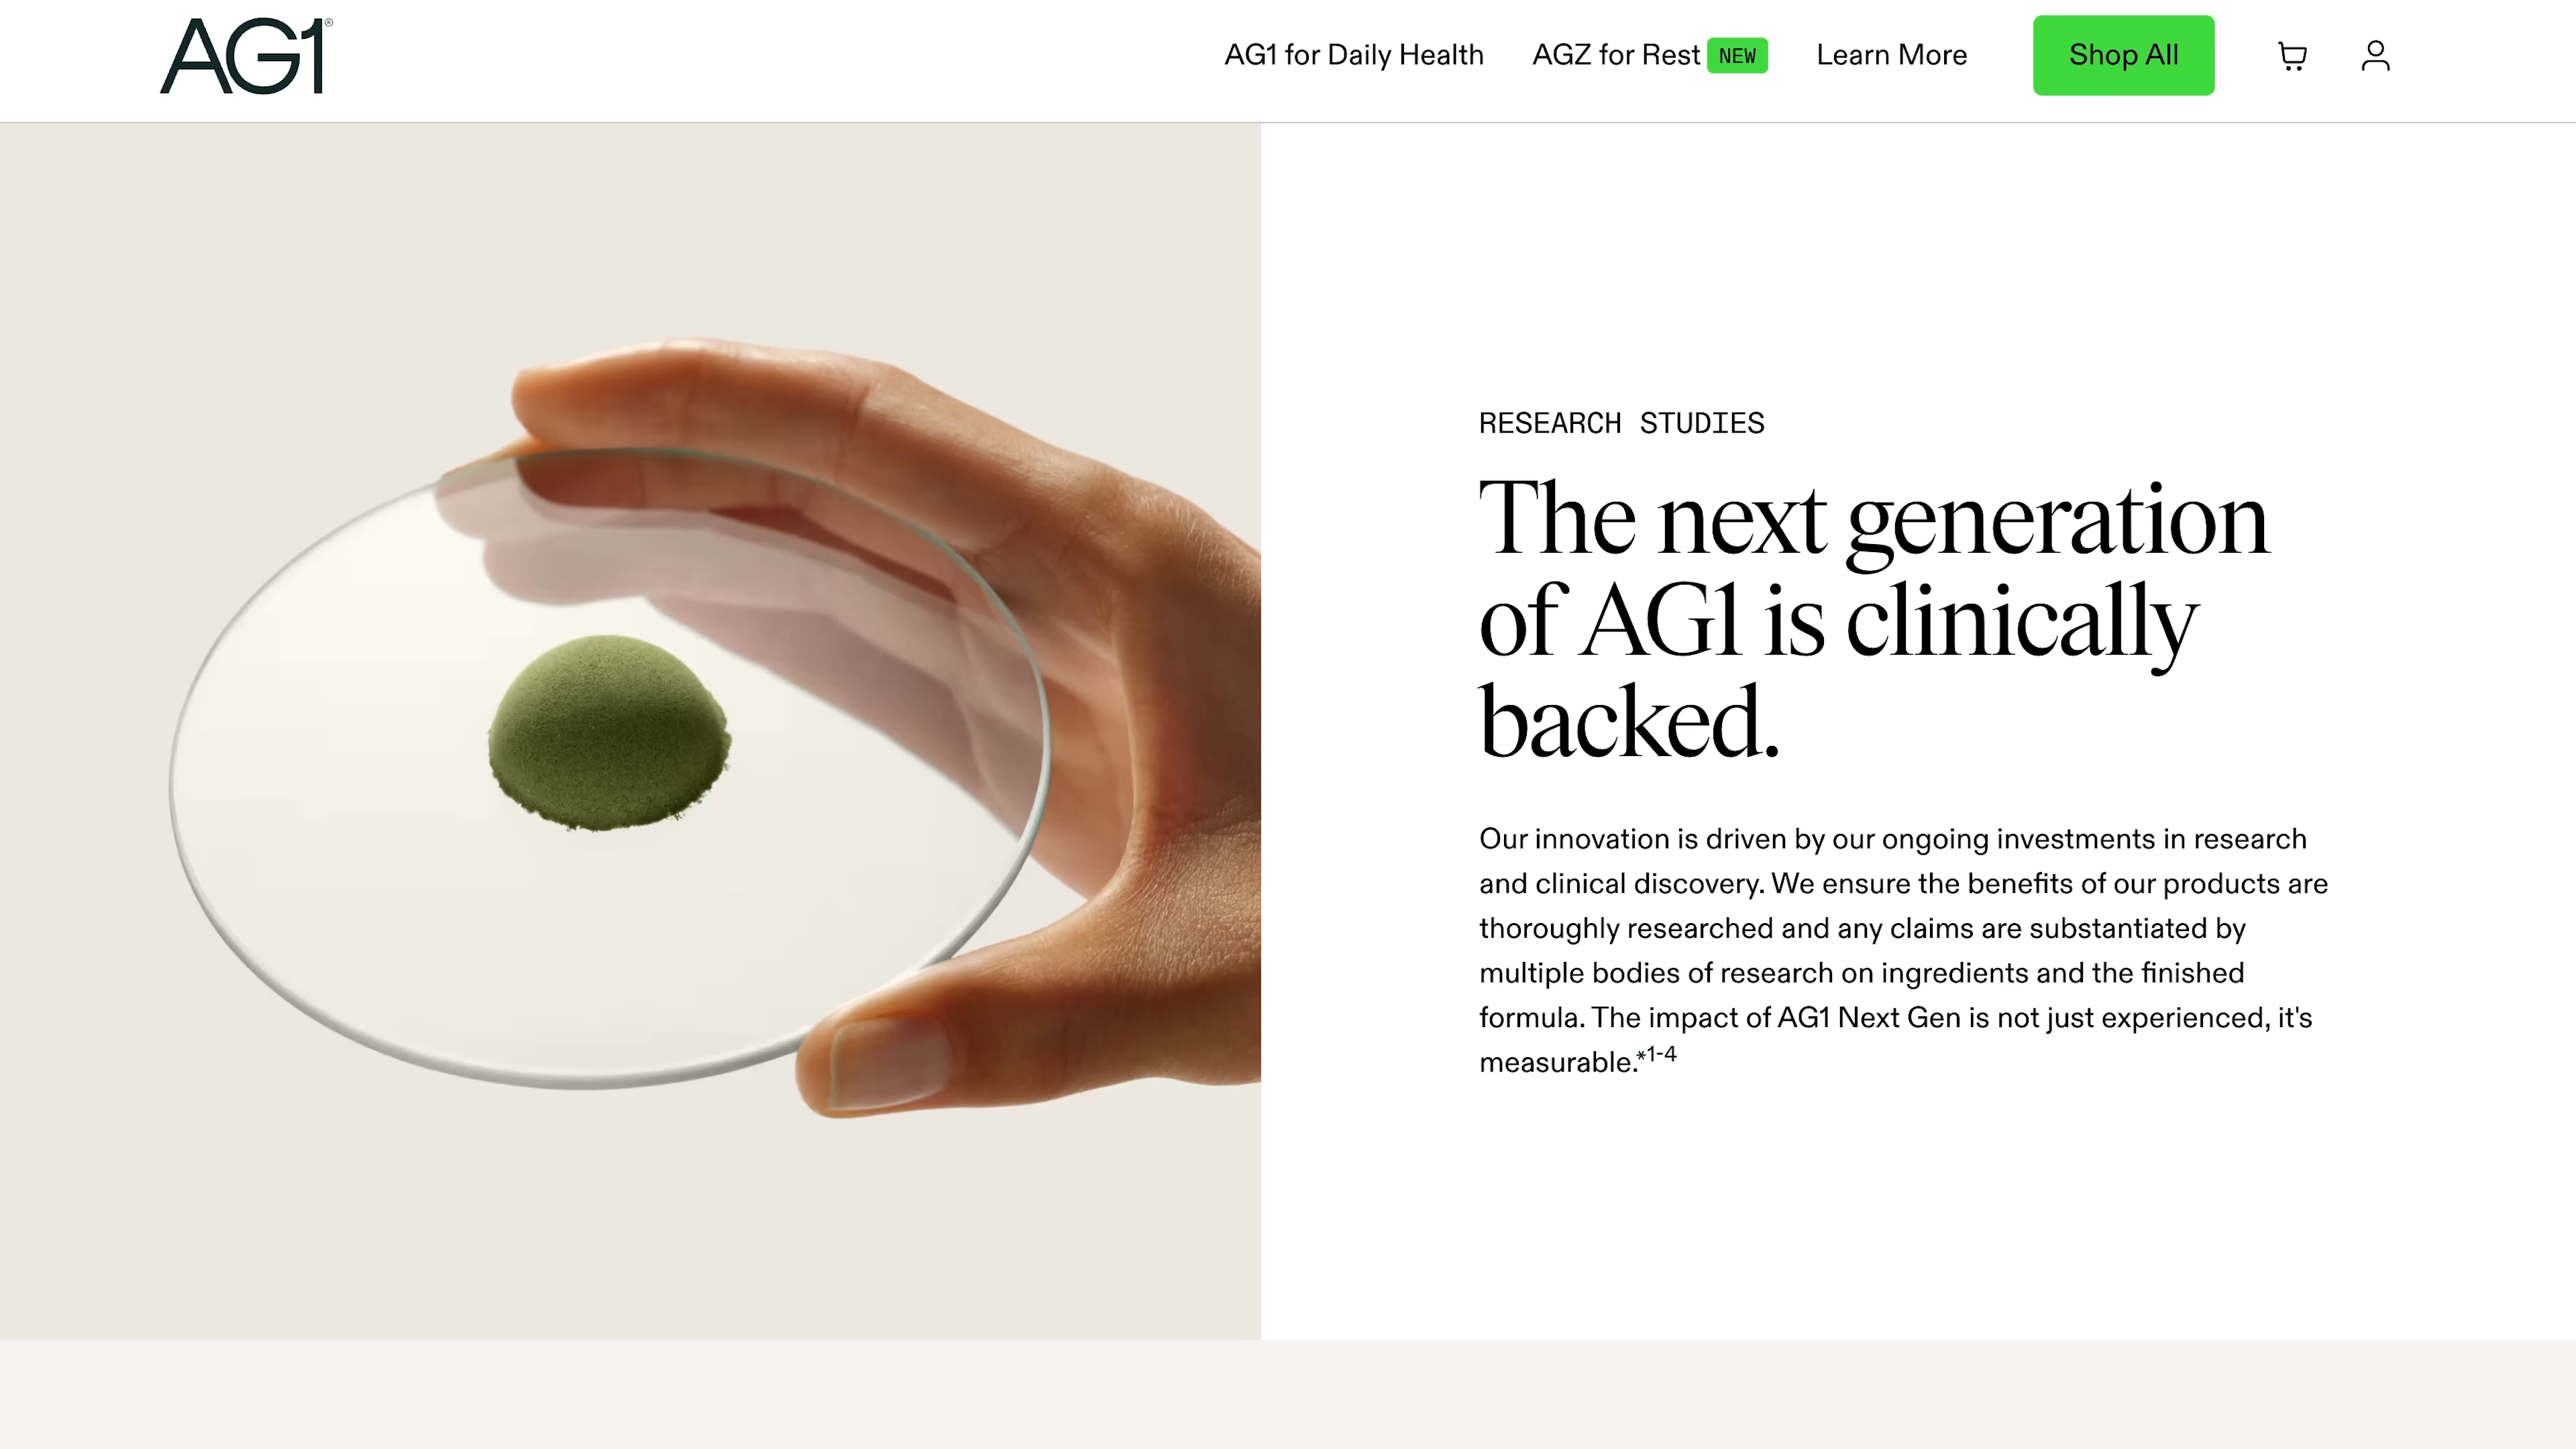 AG1®
AG1 for Daily Health
AGZ for Rest NEW
Learn More
Shop All
RESEARCH STUDIES
The next generation
of AG1 is clinically
backed.
Our innovation is driven by our ongoing investments in research
and clinical discovery. We ensure the benefits of our products are
thoroughly researched and any claims are substantiated by
multiple bodies of research on ingredients and the finished
formula. The impact of AG1 Next Gen is not just experienced, it's
measurable.*1-4